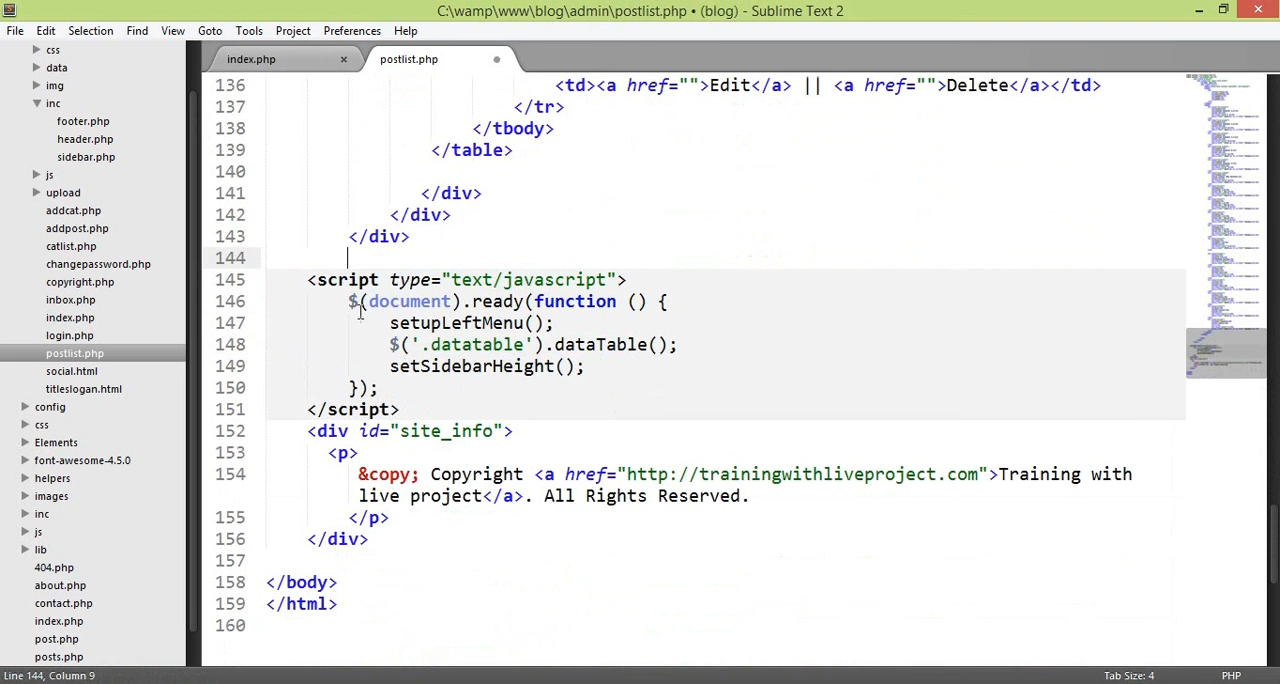 C:\wamp\www\blog\admin\postlist.php • (blog) - Sublime Text 2
File Edit Selection Find View Goto Tools Project Preferences Help
css
data
img
inc
footer.php
header.php
sidebar.php
js
upload
addcat.php
addpost.php
catlist.php
changepassword.php
copyright.php
inbox.php
index.php
login.php
postlist.php
social.html
titleslogan.html
config
css
Elements
font-awesome-4.5.0
helpers
images
inc
js
lib
404.php
about.php
contact.php
index.php
post.php
posts.php
index.php × postlist.php
136 <td><a href="">Edit</a> || <a href="">Delete</a></td>
137 </tr>
138 </tbody>
139 </table>
140
141 </div>
142 </div>
143 </div>
144
145 <script type="text/javascript">
146 $(document).ready(function () {
147 setupLeftMenu();
148 $('.datatable').dataTable();
149 setSidebarHeight();
150 });
151 </script>
152 <div id="site_info">
153 <p>
154 &copy; Copyright <a href="http://trainingwithliveproject.com">Training with
live project</a>. All Rights Reserved.
155 </p>
156 </div>
157
158 </body>
159 </html>
160
Line 144, Column 9 Tab Size: 4 PHP